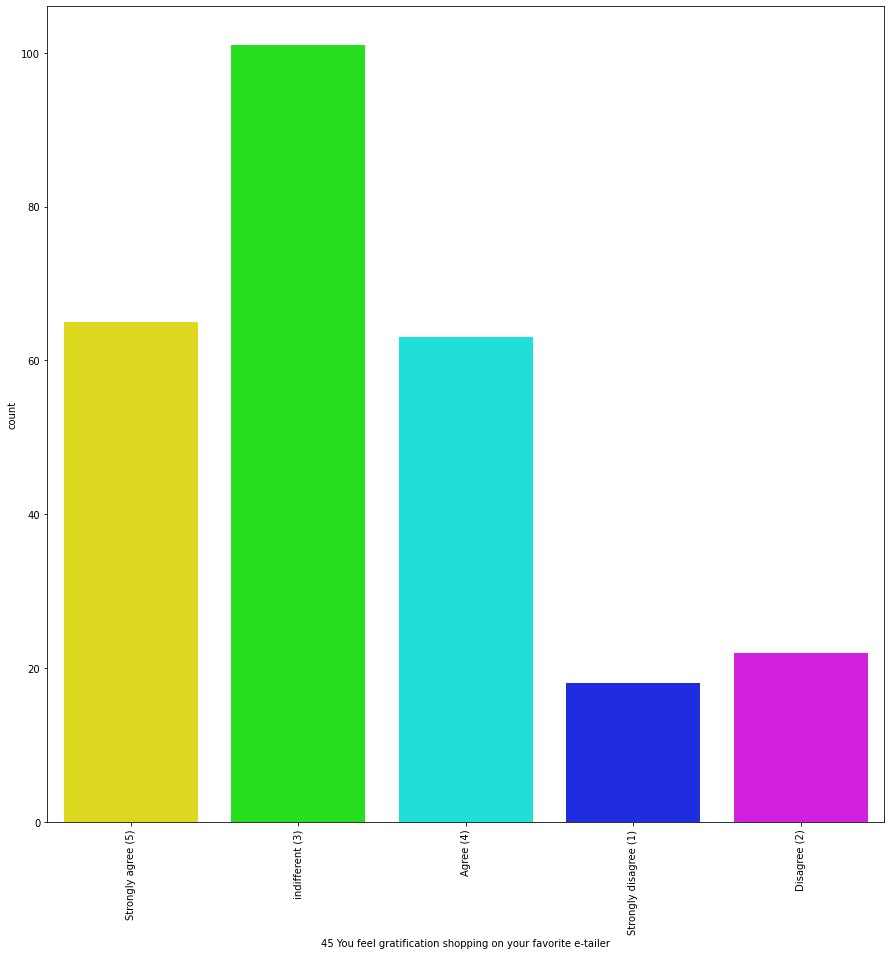 100
80
60
40
20
0
count
Strongly agree (5)
indifferent (3)
Agree (4)
Strongly disagree (1)
Disagree (2)
45 You feel gratification shopping on your favorite e-tailer